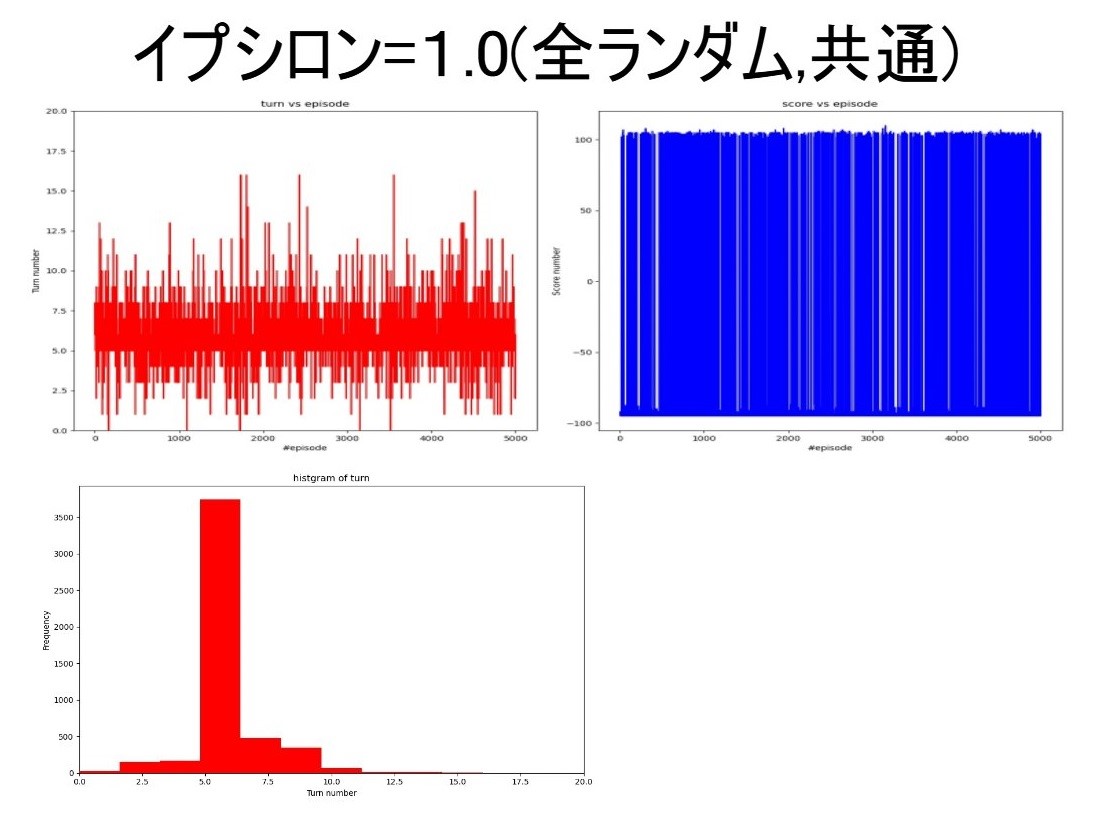 イプシロン=1.0(全ランダム,共通)
turn vs episode
20.0
17.5
15.0
12.5
10.0
7.5
5.0
2.5
0.0
Turn number
0 1000 2000 3000 4000 5000
#episode
score vs episode
100
50
0
−50
−100
Score number
0 1000 2000 3000 4000 5000
#episode
histgram of turn
3500
3000
2500
2000
1500
1000
500
0
Frequency
0.0 2.5 5.0 7.5 10.0 12.5 15.0 17.5 20.0
Turn number